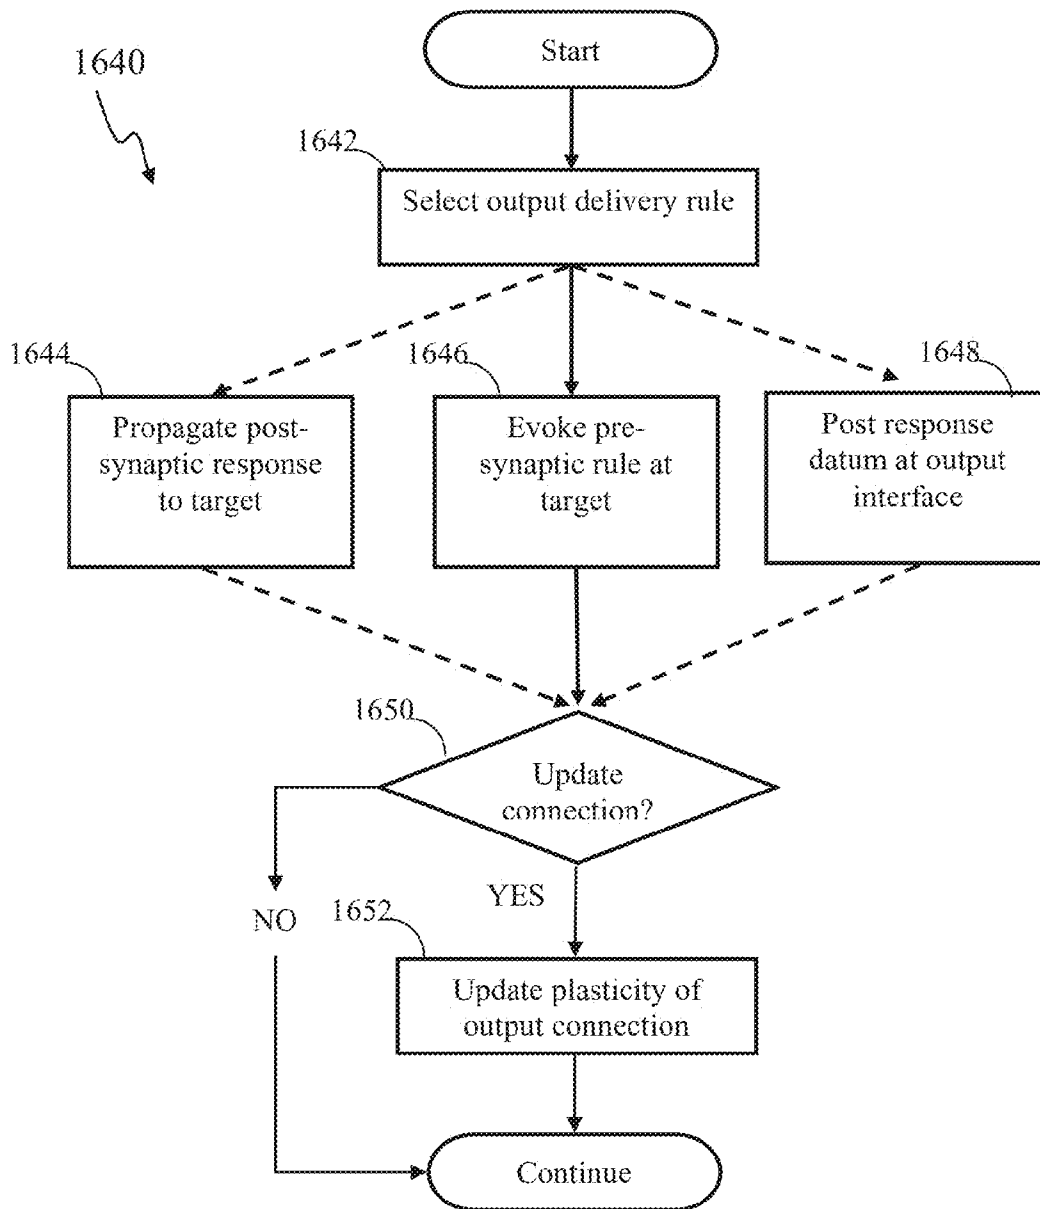 Start
1640
1642
Select output delivery rule
1644
1646
1648
Propagate post-
synaptic response
to target
Evoke pre-
synaptic rule at
target
Post response
datum at output
interface
1650
Update
connection?
NO
YES
1652
Update plasticity of
output connection
Continue